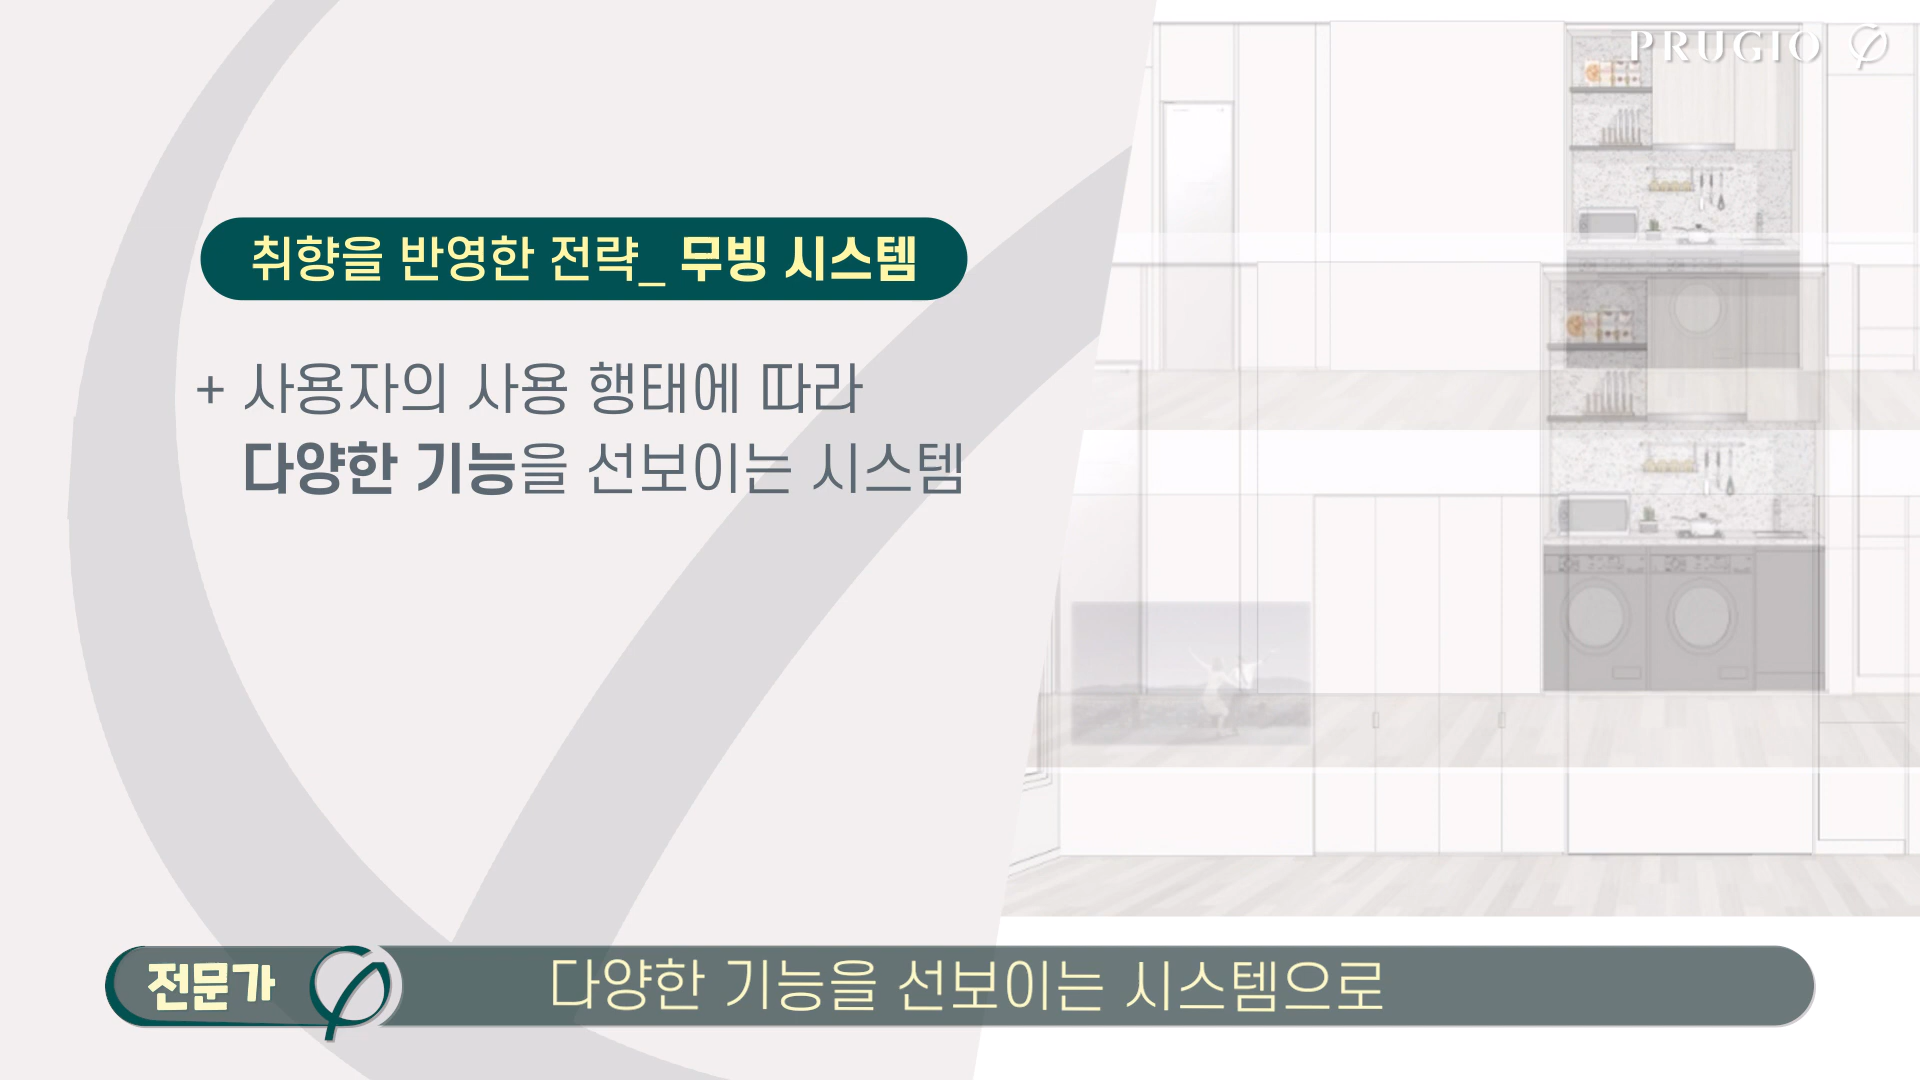 PRUGIO
취향을 반영한 전략_ 무빙 시스템
+ 사용자의 사용 행태에 따라
다양한 기능을 선보이는 시스템
전문가
다양한 기능을 선보이는 시스템으로